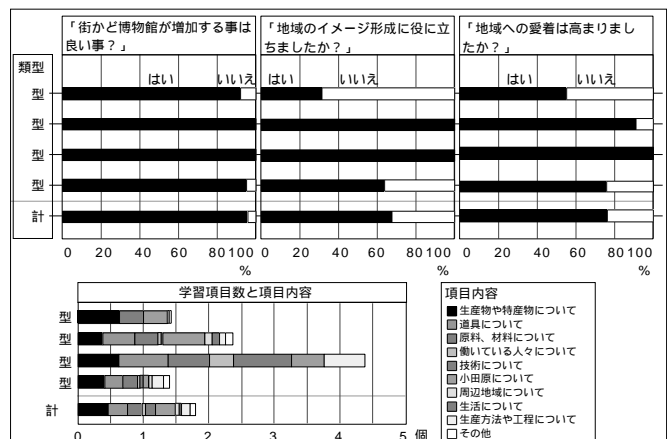 「街かど博物館が増加する事は
良い事？」
「地域のイメージ形成に役に立
ちましたか？」
「地域への愛着は高まりまし
たか？」
類型
はい いいえ
はい いいえ
はい いいえ
型
型
型
型
計
0 20 40 60 80 100
%
0 20 40 60 80 100
%
0 20 40 60 80 100
%
学習項目数と項目内容
型
型
型
型
計
0 1 2 3 4 5
個
項目内容
生産物や特産物について
道具について
原料、材料について
働いている人々について
技術について
小田原について
周辺地域について
生活について
生産方法や工程について
その他